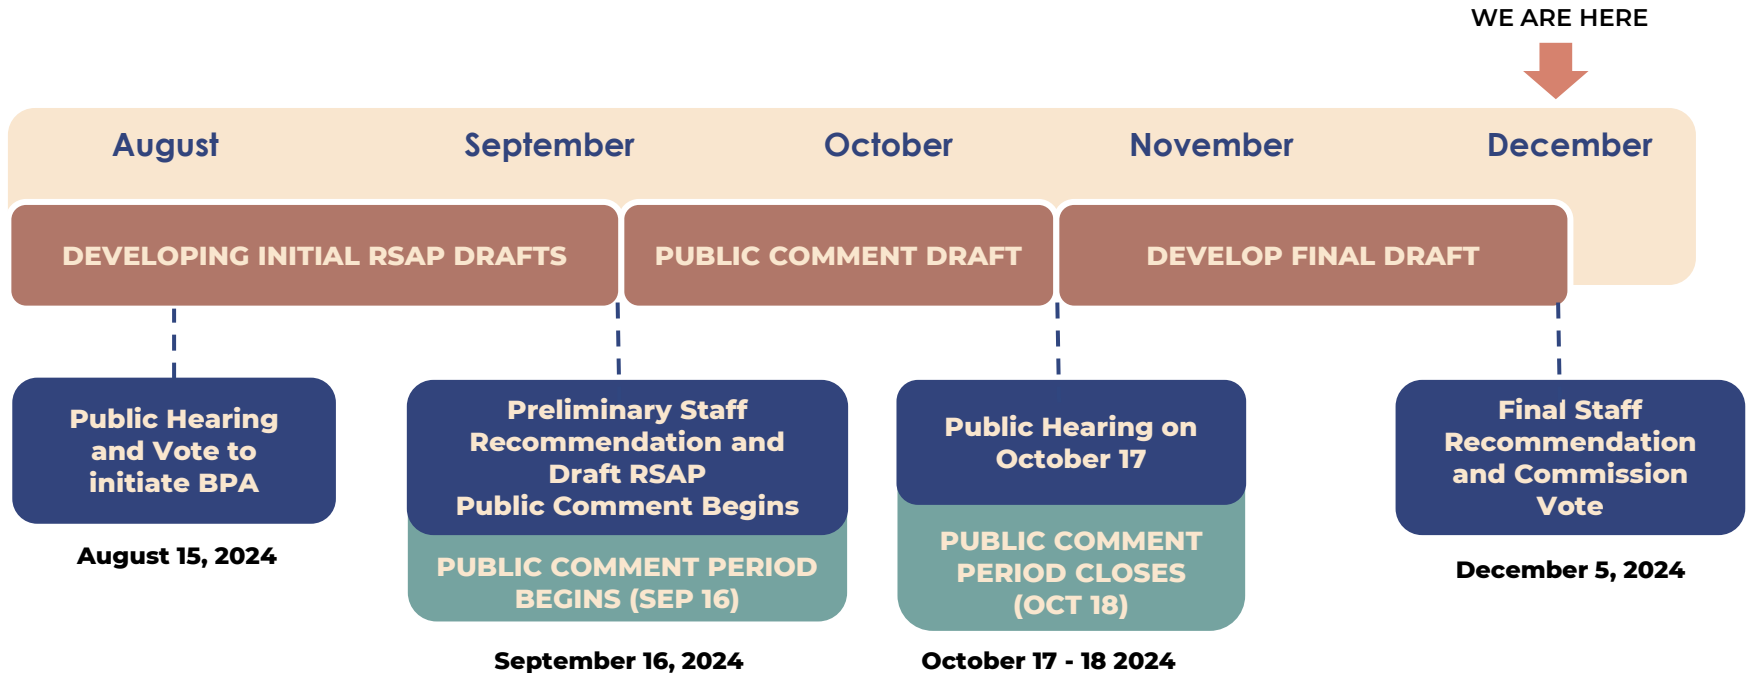 WE ARE HERE
August
September
October
November
December
DEVELOPING INITIAL RSAP DRAFTS
PUBLIC COMMENT DRAFT
DEVELOP FINAL DRAFT
Public Hearing
and Vote to
initiate BPA
August 15, 2024
Preliminary Staff
Recommendation and
Draft RSAP
Public Comment Begins
PUBLIC COMMENT PERIOD
BEGINS (SEP 16)
September 16, 2024
Public Hearing on
October 17
PUBLIC COMMENT
PERIOD CLOSES
(OCT 18)
October 17 - 18 2024
Final Staff
Recommendation
and Commission
Vote
December 5, 2024